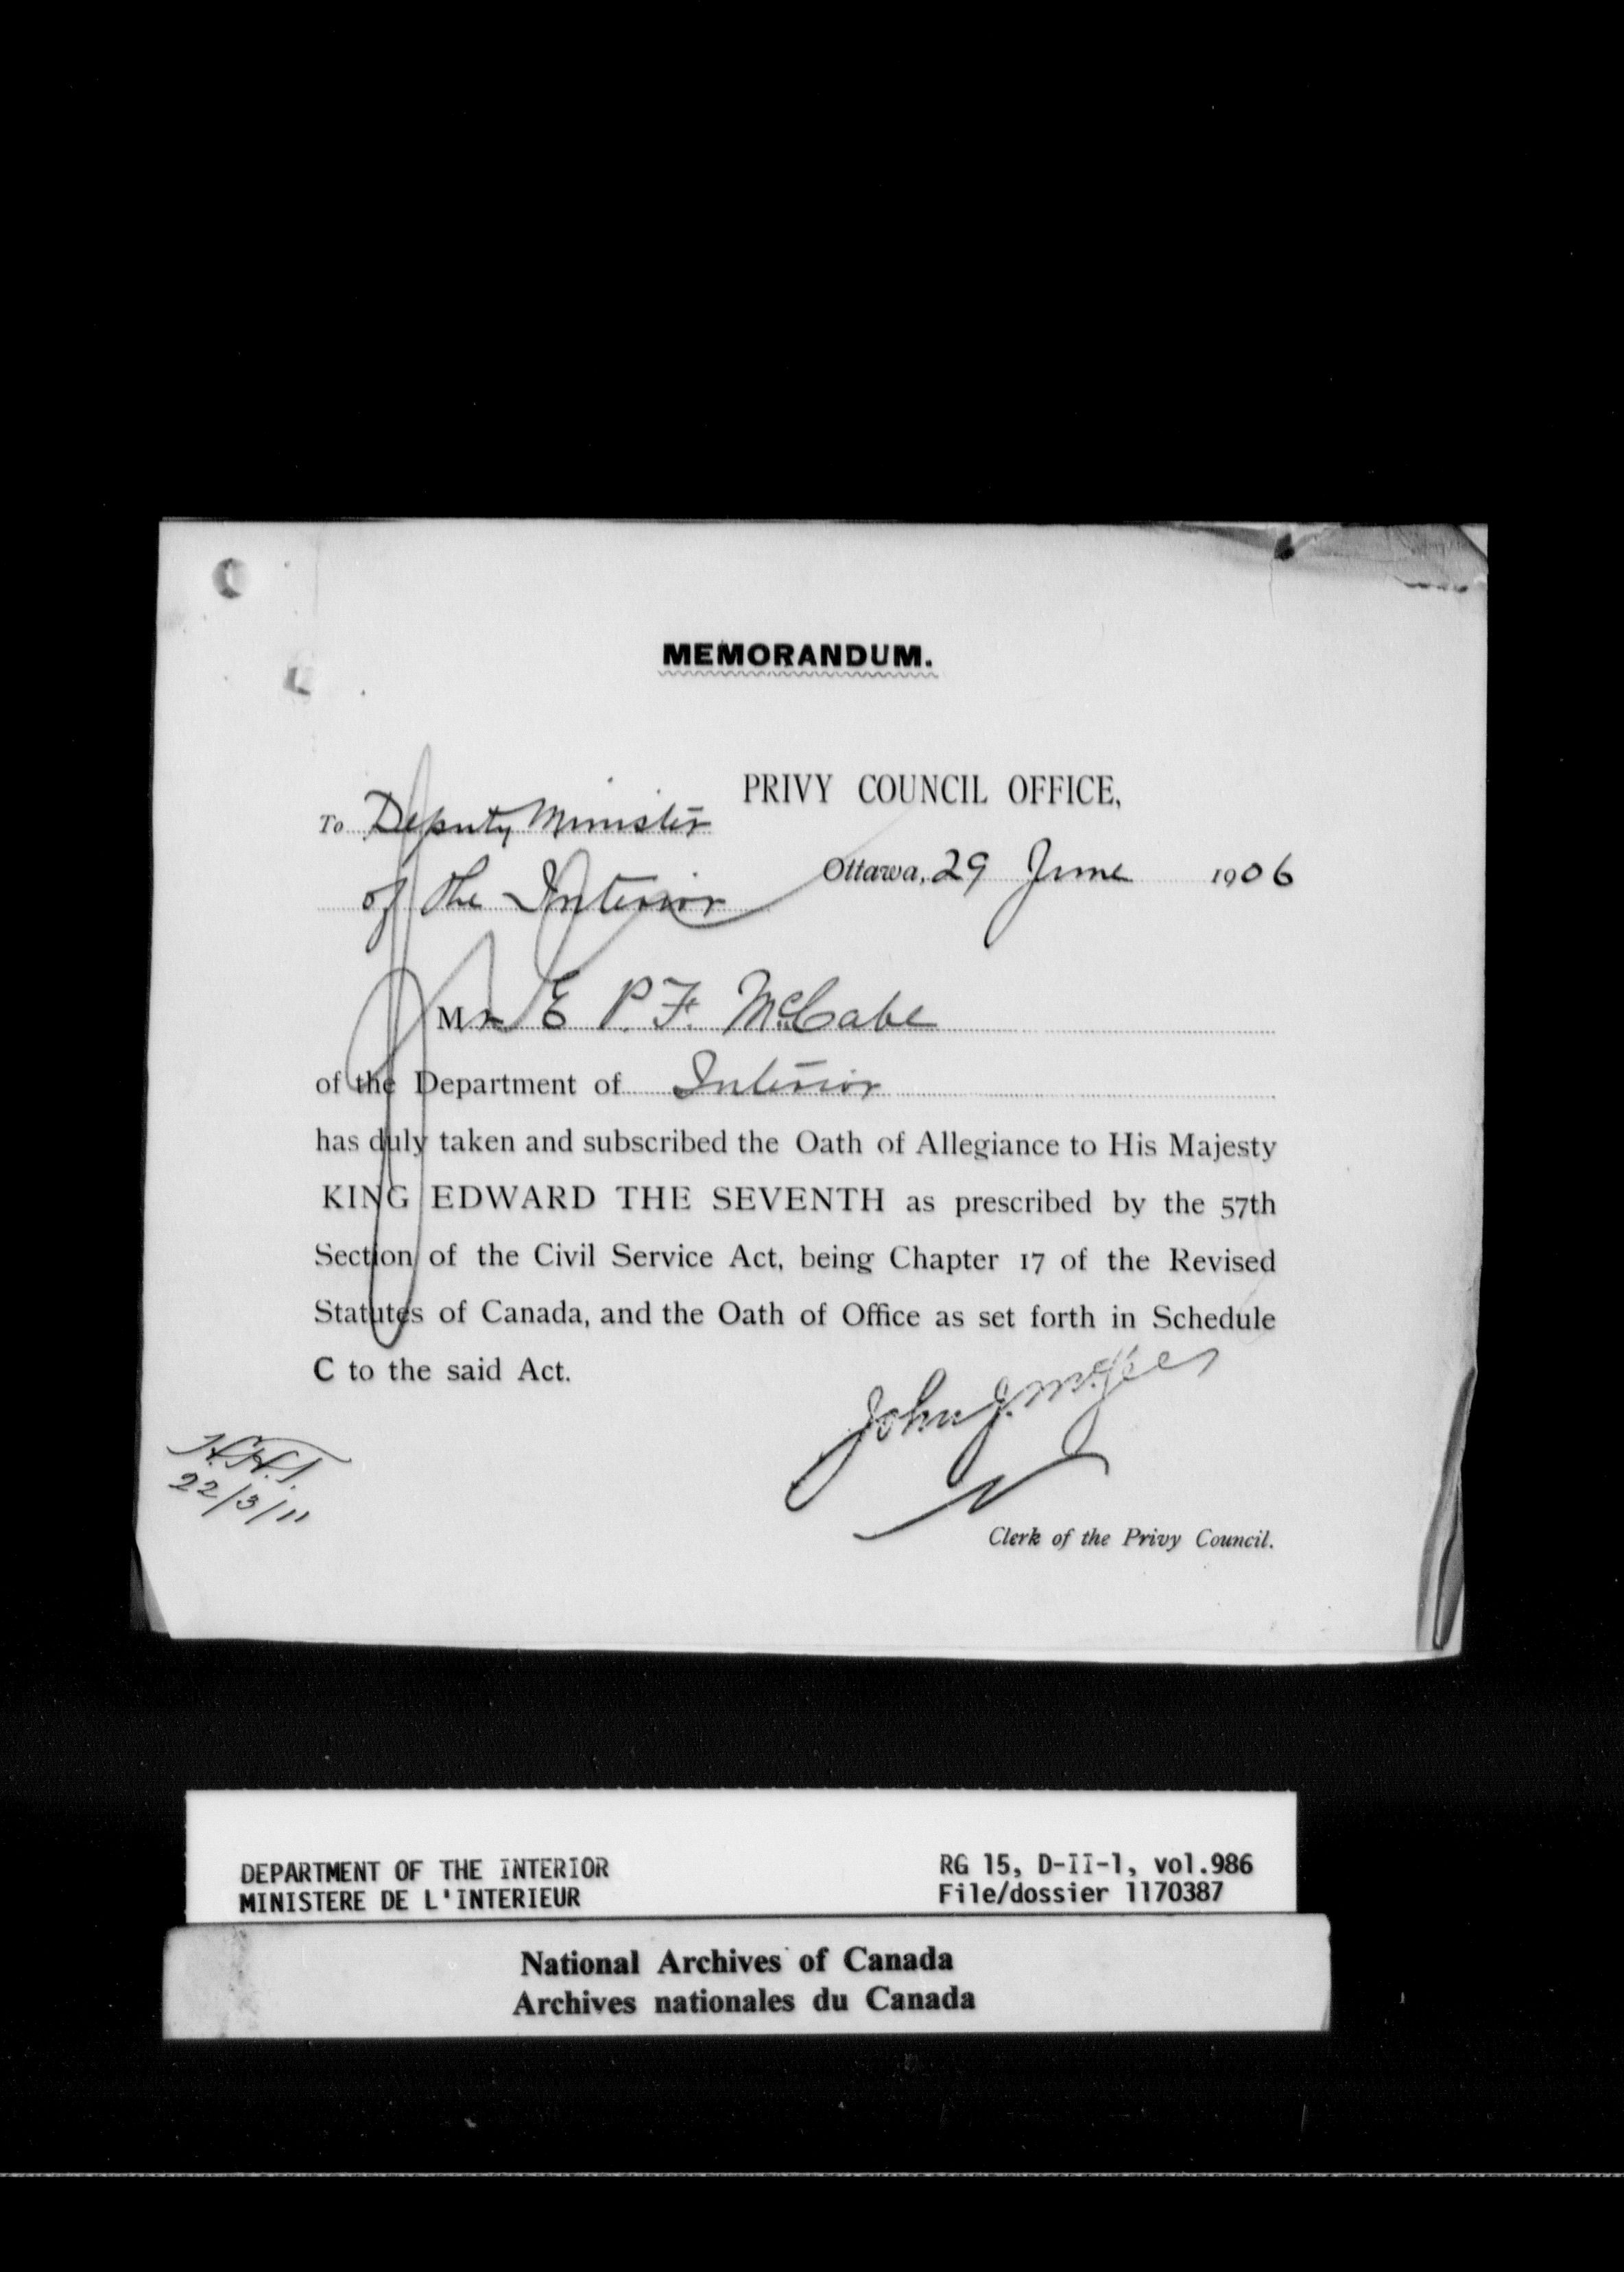 MEMORANDUM.
PRIVY COUNCIL OFFICE,
To Deputy Minister
of the Interior
Ottawa, 29 June 1906
Mr E P. F. McCabe
of the Department of Interior
has duly taken and subscribed the Oath of Allegiance to His Majesty
KING EDWARD THE SEVENTH as prescribed by the 57th
Section of the Civil Service Act, being Chapter 17 of the Revised
Statutes of Canada, and the Oath of Office as set forth in Schedule
C to the said Act.
John J. McGee
Clerk of the Privy Council.
22/3/11
DEPARTMENT OF THE INTERIOR
MINISTERE DE L'INTERIEUR
RG 15, D-II-1, vol.986
File/dossier 1170387
National Archives of Canada
Archives nationales du Canada